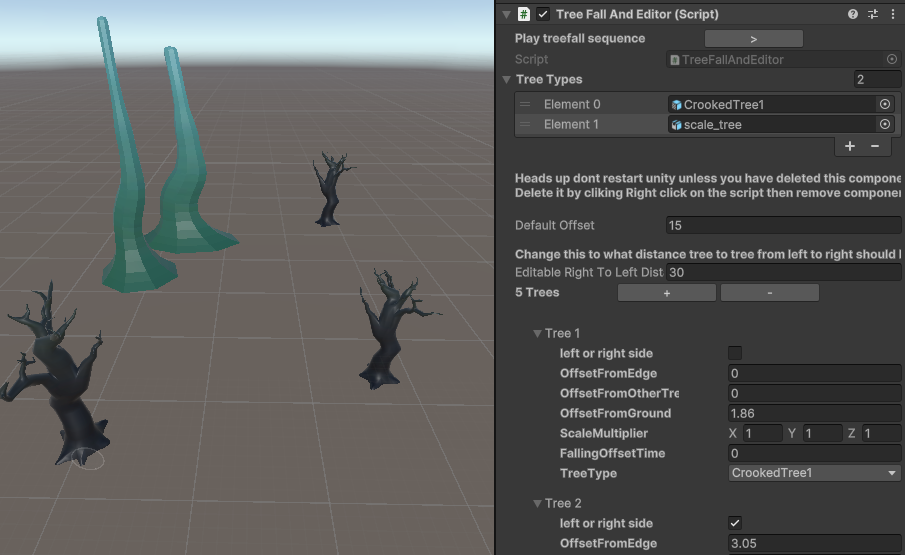 Tree Fall And Editor (Script)
Play treefall sequence >
Script TreeFallAndEditor
Tree Types 2
Element 0 CrookedTree1
Element 1 scale_tree
+ -
Heads up dont restart unity unless you have deleted this compone
Delete it by cliking Right click on the script then remove componer
Default Offset 15
Change this to what distance tree to tree from left to right should
Editable Right To Left Dist 30
5 Trees + -
Tree 1
left or right side
OffsetFromEdge 0
OffsetFromOtherTre 0
OffsetFromGround 1.86
ScaleMultiplier X 1 Y 1 Z 1
FallingOffsetTime 0
TreeType CrookedTree1
Tree 2
left or right side
OffsetFromEdge 3.05